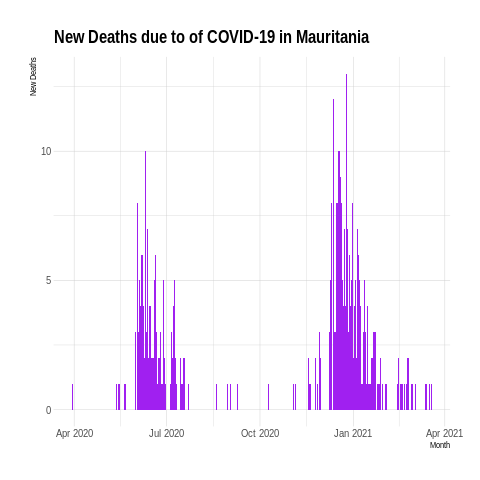 New Deaths due to of COVID-19 in Mauritania
New Deaths
10
5
0
Apr 2020 Jul 2020 Oct 2020 Jan 2021 Apr 2021
Month